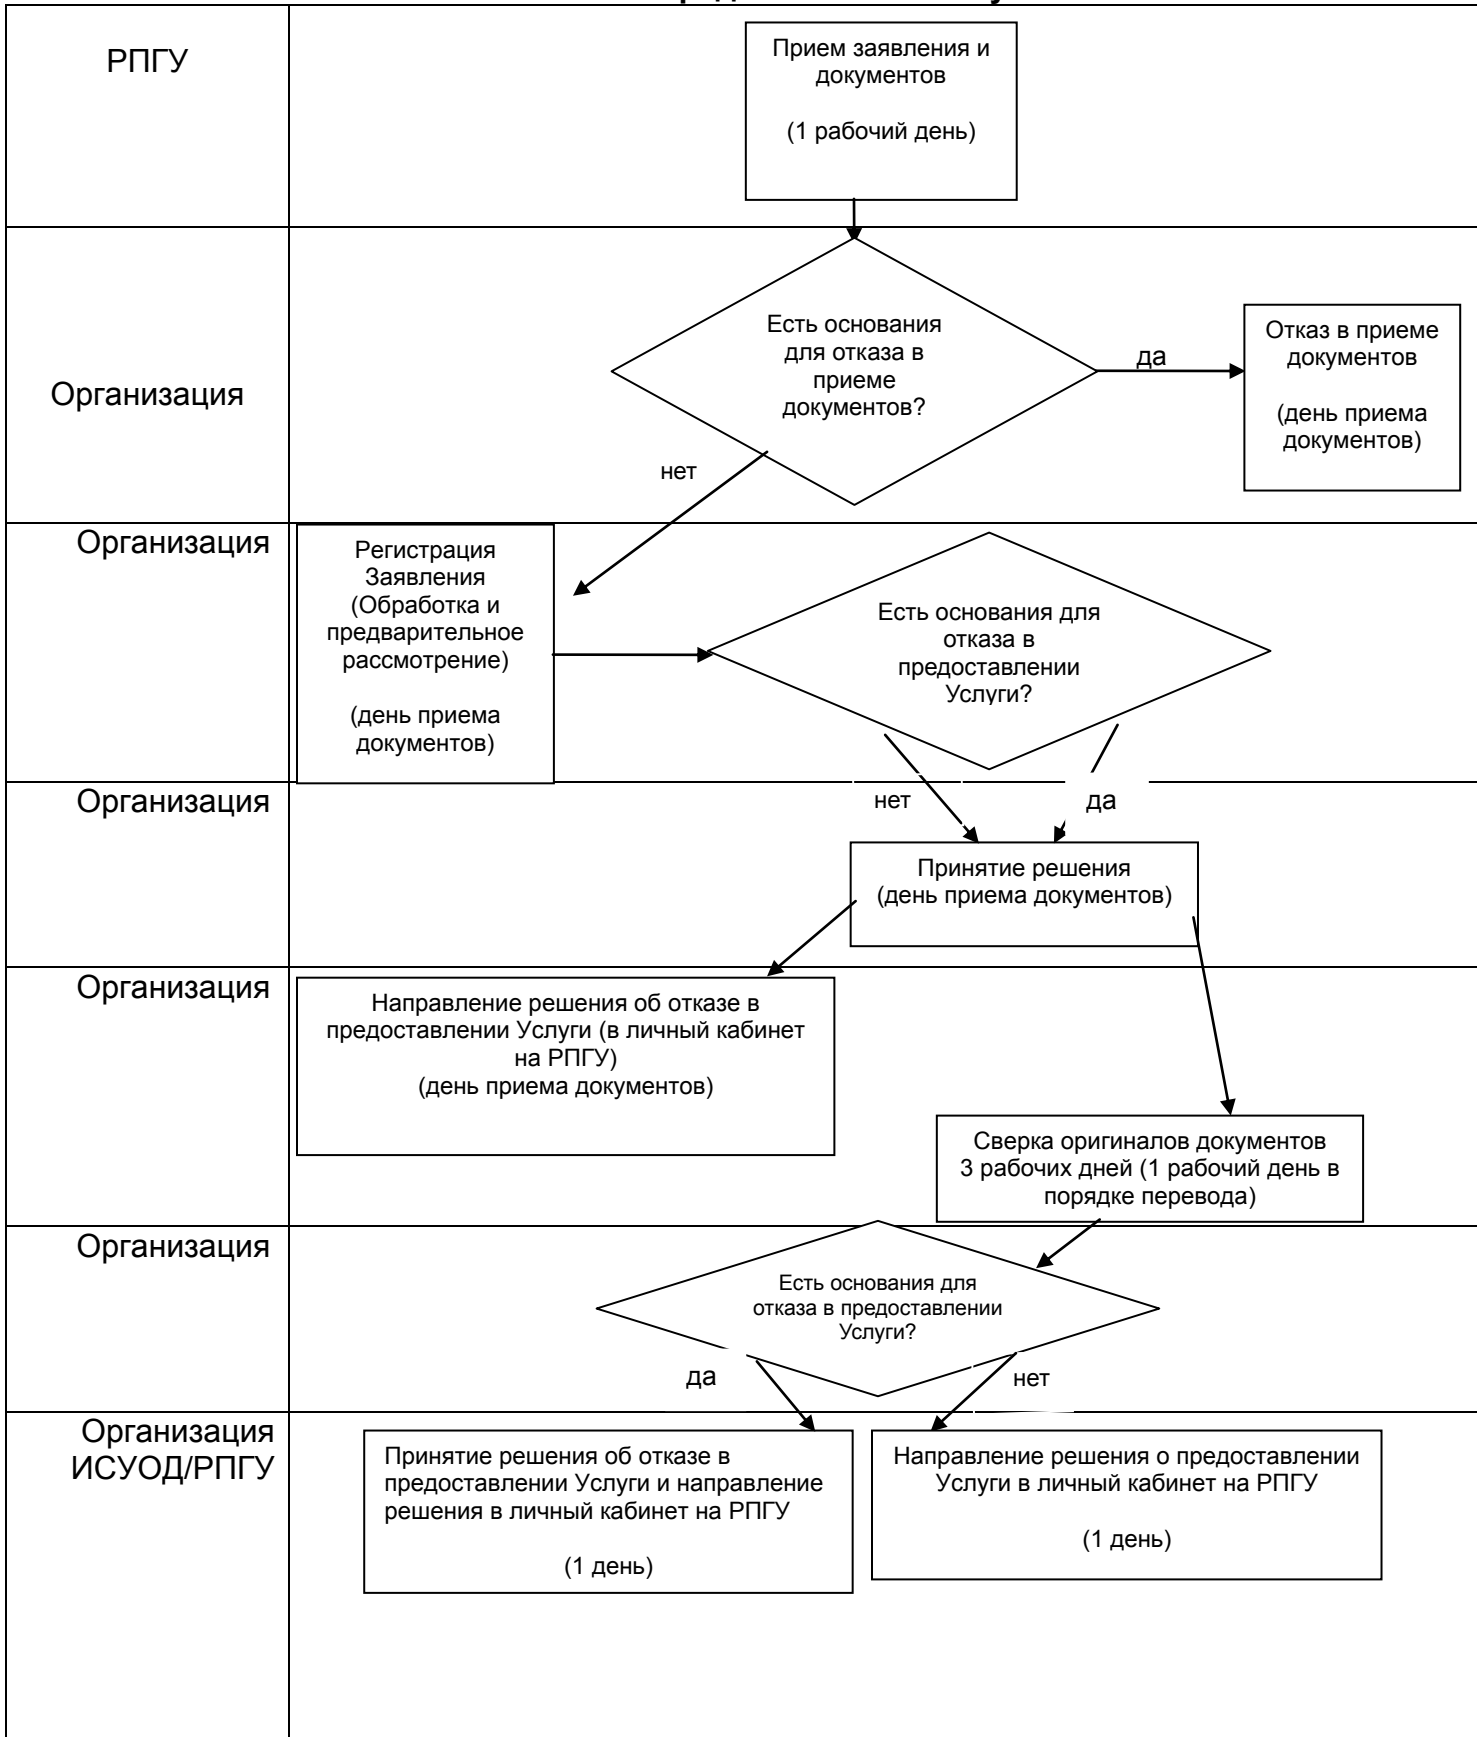 РПГУ
Прием заявления и
документов
(1 рабочий день)
Организация
Есть основания
для отказа в
приеме
документов?
да
Отказ в приеме
документов
(день приема
документов)
нет
Организация
Регистрация
Заявления
(Обработка и
предварительное
рассмотрение)
(день приема
документов)
Есть основания для
отказа в
предоставлении
Услуги?
Организация
нет
да
Принятие решения
(день приема документов)
Организация
Направление решения об отказе в
предоставлении Услуги (в личный кабинет
на РПГУ)
(день приема документов)
Сверка оригиналов документов
3 рабочих дней (1 рабочий день в
порядке перевода)
Организация
Есть основания для
отказа в предоставлении
Услуги?
да
нет
Организация
ИСУОД/РПГУ
Принятие решения об отказе в
предоставлении Услуги и направление
решения в личный кабинет на РПГУ
(1 день)
Направление решения о предоставлении
Услуги в личный кабинет на РПГУ
(1 день)